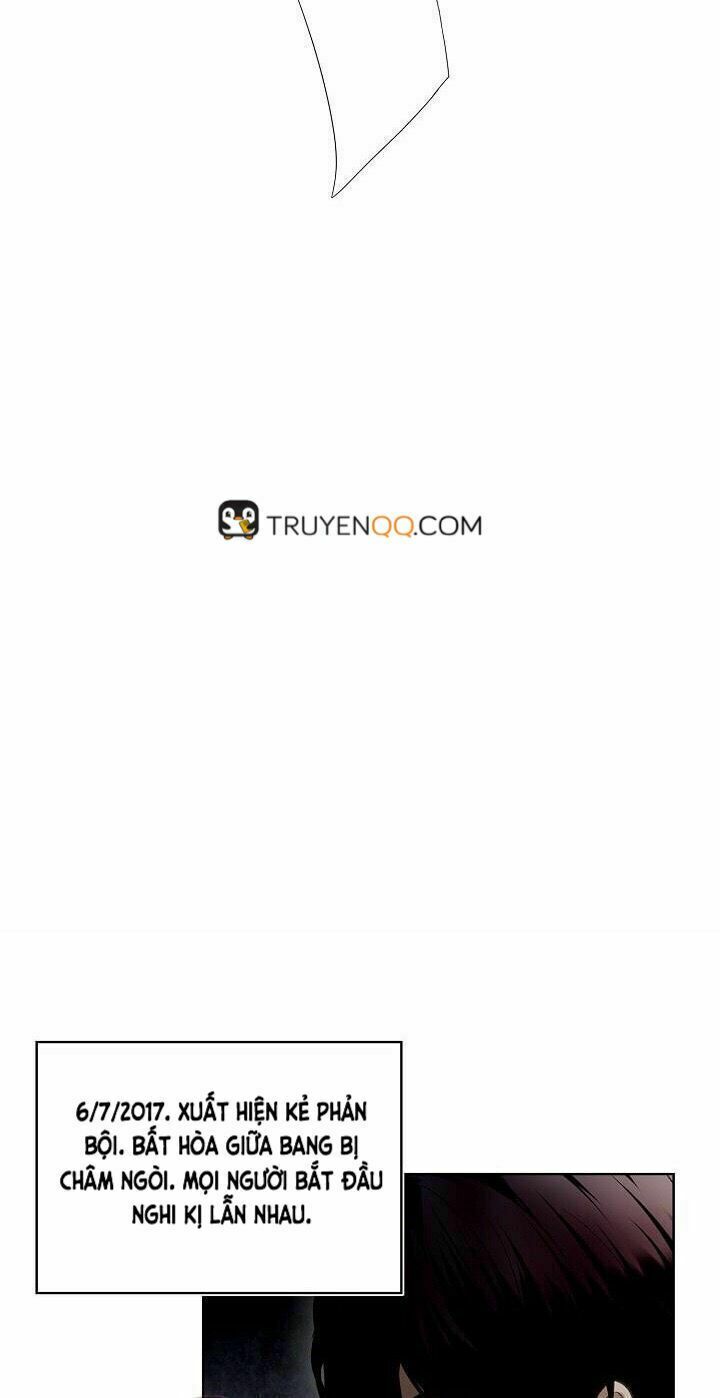 TRUYENQQ.COM
6/7/2017. XUẤT HIỆN KẺ PHẢN
BỘI. BẤT HÒA GIỮA BANG BỊ
CHÂM NGÒI. MỌI NGƯỜI BẮT ĐẦU
NGHI KỊ LẪN NHAU.